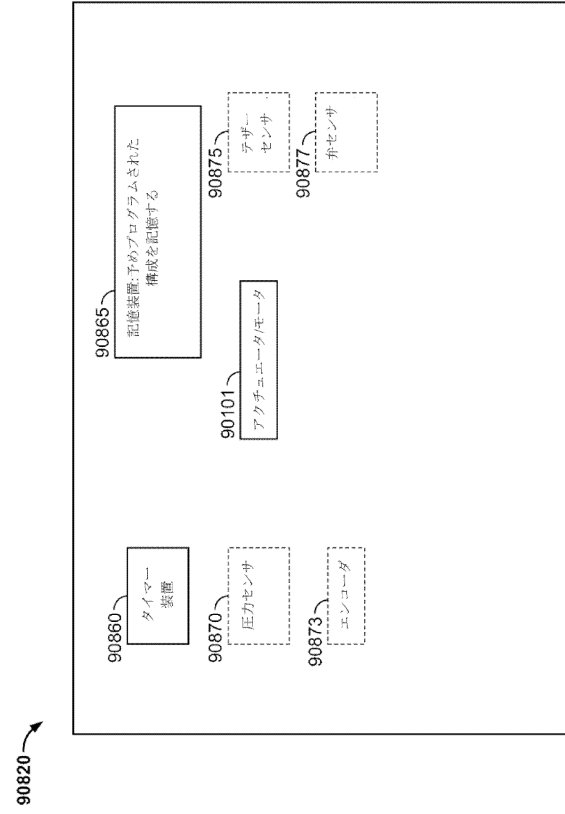 90820
90860
タイマー
装置
90865
記憶装置:予めプログラムされた
構成を記憶する
90870
圧力センサ
90101
アクチュエータ/モータ
90875
テザー
センサ
90873
エンコーダ
90877
弁センサ